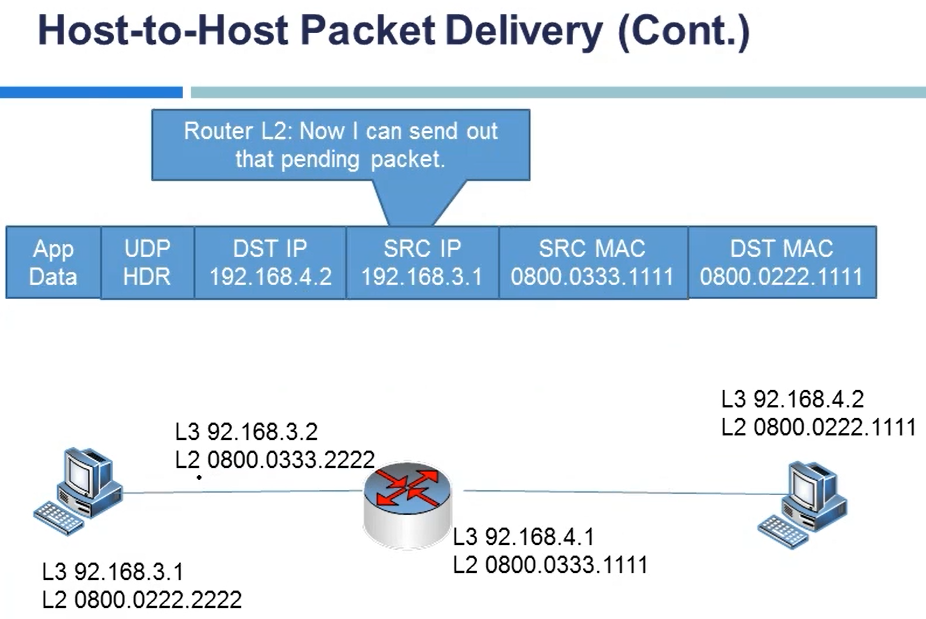 Host-to-Host Packet Delivery (Cont.)
Router L2: Now I can send out
that pending packet.
App
Data
UDP
HDR
DST IP
192.168.4.2
SRC IP
192.168.3.1
SRC MAC
0800.0333.1111
DST MAC
0800.0222.1111
L3 92.168.4.2
L2 0800.0222.1111
L3 92.168.3.2
L2 0800.0333.2222
L3 92.168.4.1
L2 0800.0333.1111
L3 92.168.3.1
L2 0800.0222.2222